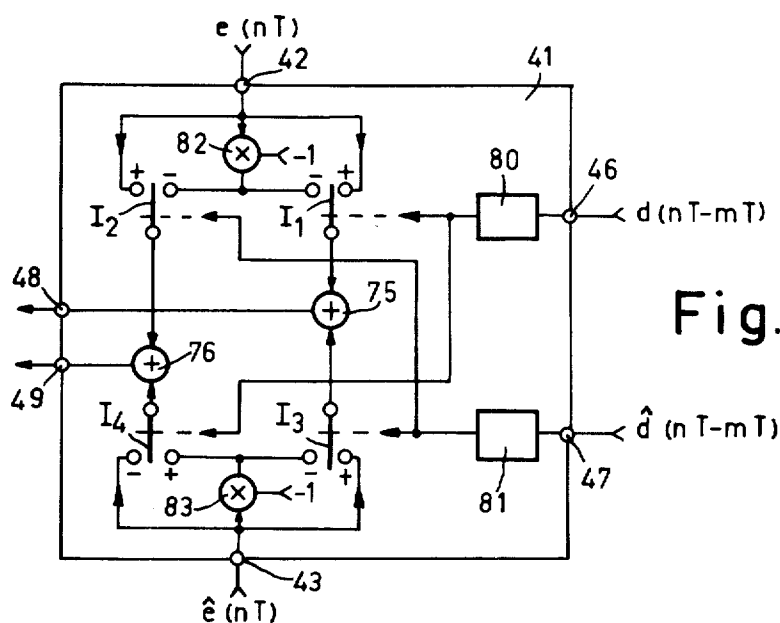 e (nT)
42
41
82
×
-1
+ - - +
80
46
I₂
I₁
d (nT-mT)
48
+
75
Fig.
+
76
49
I₄
I₃
d̂ (nT-mT)
- + - +
83
×
-1
81
47
43
ê (nT)